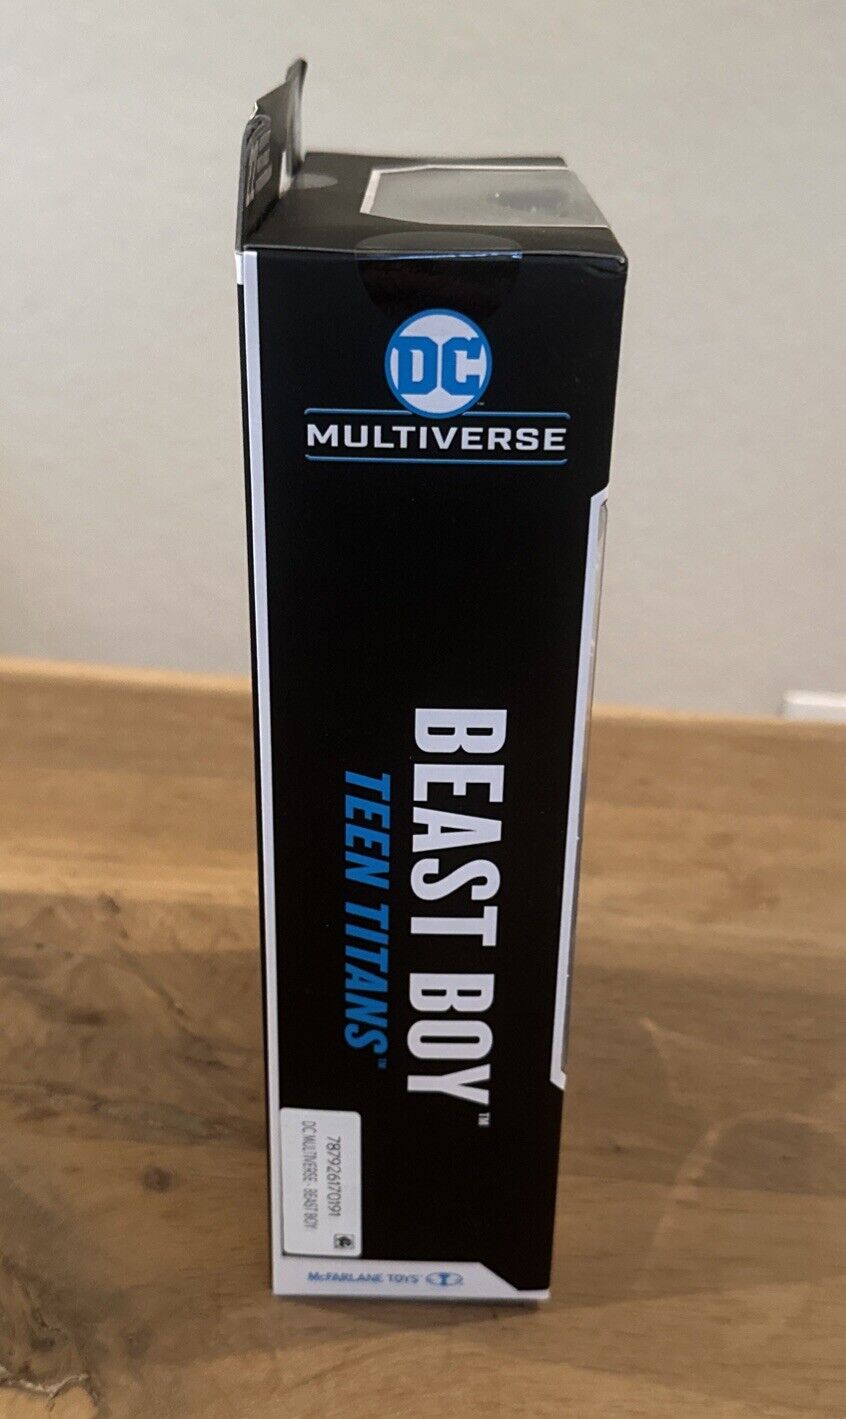 DC
MULTIVERSE
BEAST BOY™
TEEN TITANS™
787926170191
DC MULTIVERSE - BEAST BOY
McFARLANE TOYS